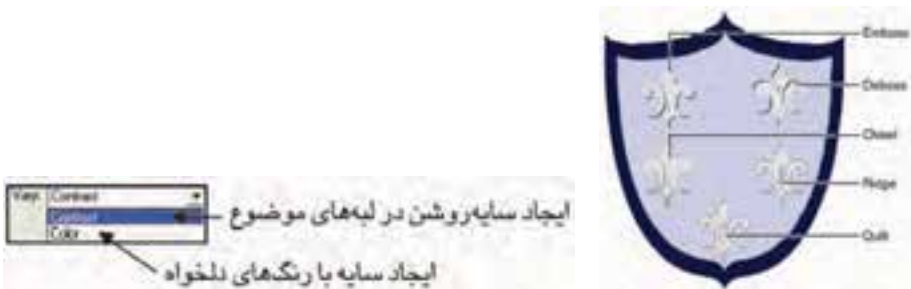 Emboss
Deboss
Chisel
Ridge
Quilt
Contrast
Contrast
Color
ایجاد سایه‌روشن در لبه‌های موضوع
ایجاد سایه با رنگ‌های دلخواه